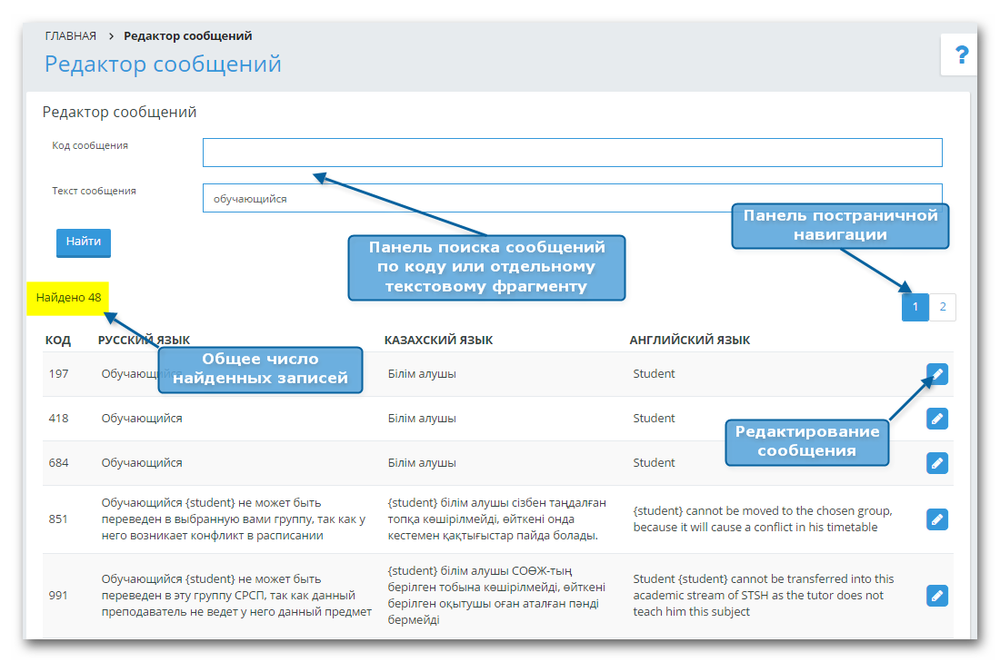 ГЛАВНАЯ > Редактор сообщений
Редактор сообщений
?
Редактор сообщений
Код сообщения
Текст сообщения
обучающийся
Панель постраничной
навигации
Найти
Панель поиска сообщений
по коду или отдельному
текстовому фрагменту
Найдено 48
1 2
КОД РУССКИЙ ЯЗЫК КАЗАХСКИЙ ЯЗЫК АНГЛИЙСКИЙ ЯЗЫК
Общее число
найденных записей
197 Обучающийся Білім алушы Student
418 Обучающийся Білім алушы Student
Редактирование
сообщения
684 Обучающийся Білім алушы Student
851
Обучающийся {student} не может быть
переведен в выбранную вами группу, так как у
него возникает конфликт в расписании
{student} білім алушы сізбен таңдалған
топқа көшірілмейді, өйткені онда
кестемен қақтығыстар пайда болады.
{student} cannot be moved to the chosen group,
because it will cause a conflict in his timetable
991
Обучающийся {student} не может быть
переведен в эту группу СРСП, так как данный
преподаватель не ведет у него данный предмет
{student} білім алушы СОӨЖ-тың
берілген тобына көшірілмейді, өйткені
берілген оқытушы оған аталған пәнді
бермейді
Student {student} cannot be transferred into this
academic stream of STSH as the tutor does not
teach him this subject